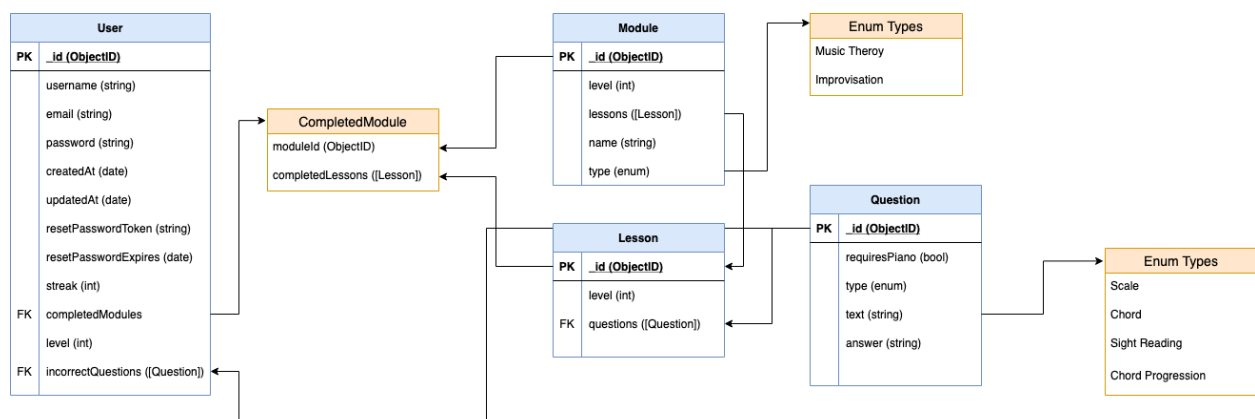 User
PK _id (ObjectID)
username (string)
email (string)
password (string)
createdAt (date)
updatedAt (date)
resetPasswordToken (string)
resetPasswordExpires (date)
streak (int)
FK completedModules
level (int)
FK incorrectQuestions ([Question])
CompletedModule
moduleId (ObjectID)
completedLessons ([Lesson])
Module
PK _id (ObjectID)
level (int)
lessons ([Lesson])
name (string)
type (enum)
Lesson
PK _id (ObjectID)
level (int)
FK questions ([Question])
Enum Types
Music Theroy
Improvisation
Question
PK _id (ObjectID)
requiresPiano (bool)
type (enum)
text (string)
answer (string)
Enum Types
Scale
Chord
Sight Reading
Chord Progression